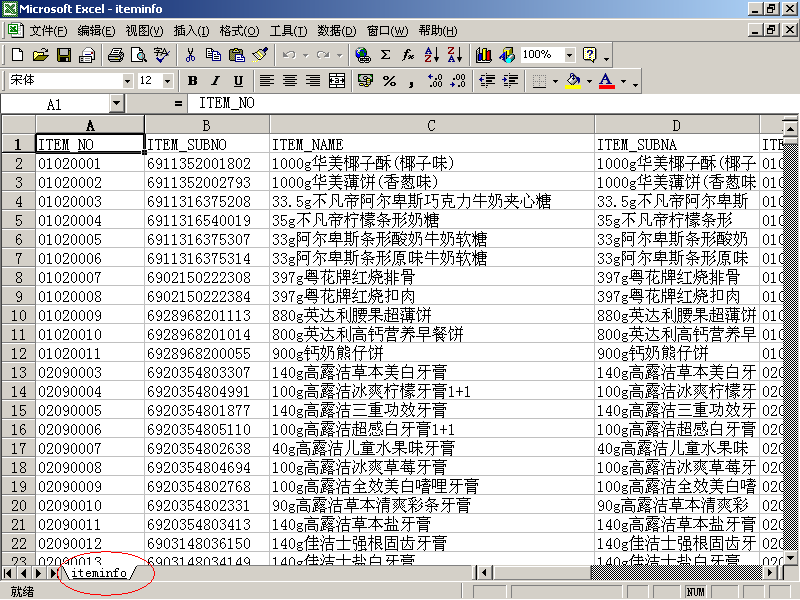 Microsoft Excel - iteminfo
文件(F) 编辑(E) 视图(V) 插入(I) 格式(O) 工具(T) 数据(D) 窗口(W) 帮助(H)
100%
宋体 12 B I U
A1 = ITEM_NO
A B C D
1 ITEM_NO ITEM_SUBNO ITEM_NAME ITEM_SUBNA ITE
2 01020001 6911352001802 1000g华美椰子酥(椰子味) 1000g华美椰子酥(椰子 010
3 01020002 6911352002793 1000g华美薄饼(香葱味) 1000g华美薄饼(香葱味 010
4 01020003 6911316375208 33.5g不凡帝阿尔卑斯巧克力牛奶夹心糖 33.5g不凡帝阿尔卑斯 010
5 01020004 6911316540019 35g不凡帝柠檬条形奶糖 35g不凡帝柠檬条形 010
6 01020005 6911316375307 33g阿尔卑斯条形酸奶牛奶软糖 33g阿尔卑斯条形酸奶 010
7 01020006 6911316375314 33g阿尔卑斯条形原味牛奶软糖 33g阿尔卑斯条形原味 010
8 01020007 6902150222308 397g粤花牌红烧排骨 397g粤花牌红烧排骨 010
9 01020008 6902150222384 397g粤花牌红烧扣肉 397g粤花牌红烧扣肉 010
10 01020009 6928968201113 880g英达利腰果超薄饼 880g英达利腰果超薄饼 010
11 01020010 6928968201014 800g英达利高钙营养早餐饼 800g英达利高钙营养早 010
12 01020011 6928968200055 900g钙奶熊仔饼 900g钙奶熊仔饼 010
13 02090003 6920354803307 140g高露洁草本美白牙膏 140g高露洁草本美白牙 020
14 02090004 6920354804991 100g高露洁冰爽柠檬牙膏1+1 100g高露洁冰爽柠檬牙 020
15 02090005 6920354801877 140g高露洁三重功效牙膏 140g高露洁三重功效牙 020
16 02090006 6920354805110 100g高露洁超感白牙膏1+1 100g高露洁超感白牙膏 020
17 02090007 6920354802638 40g高露洁儿童水果味牙膏 40g高露洁儿童水果味 020
18 02090008 6920354804694 100g高露洁冰爽草莓牙膏 100g高露洁冰爽草莓牙 020
19 02090009 6920354802768 100g高露洁全效美白嗜哩牙膏 100g高露洁全效美白嗜 020
20 02090010 6920354802331 90g高露洁草本清爽彩条牙膏 90g高露洁草本清爽彩 020
21 02090011 6920354803413 140g高露洁草本盐牙膏 140g高露洁草本盐牙膏 020
22 02090012 6903148036150 140g佳洁士强根固齿牙膏 140g佳洁士强根固齿牙 020
23 02090013 6903148034149 140g佳洁士盐白牙膏 140g佳洁士盐白牙膏 020
iteminfo
就绪 NUM